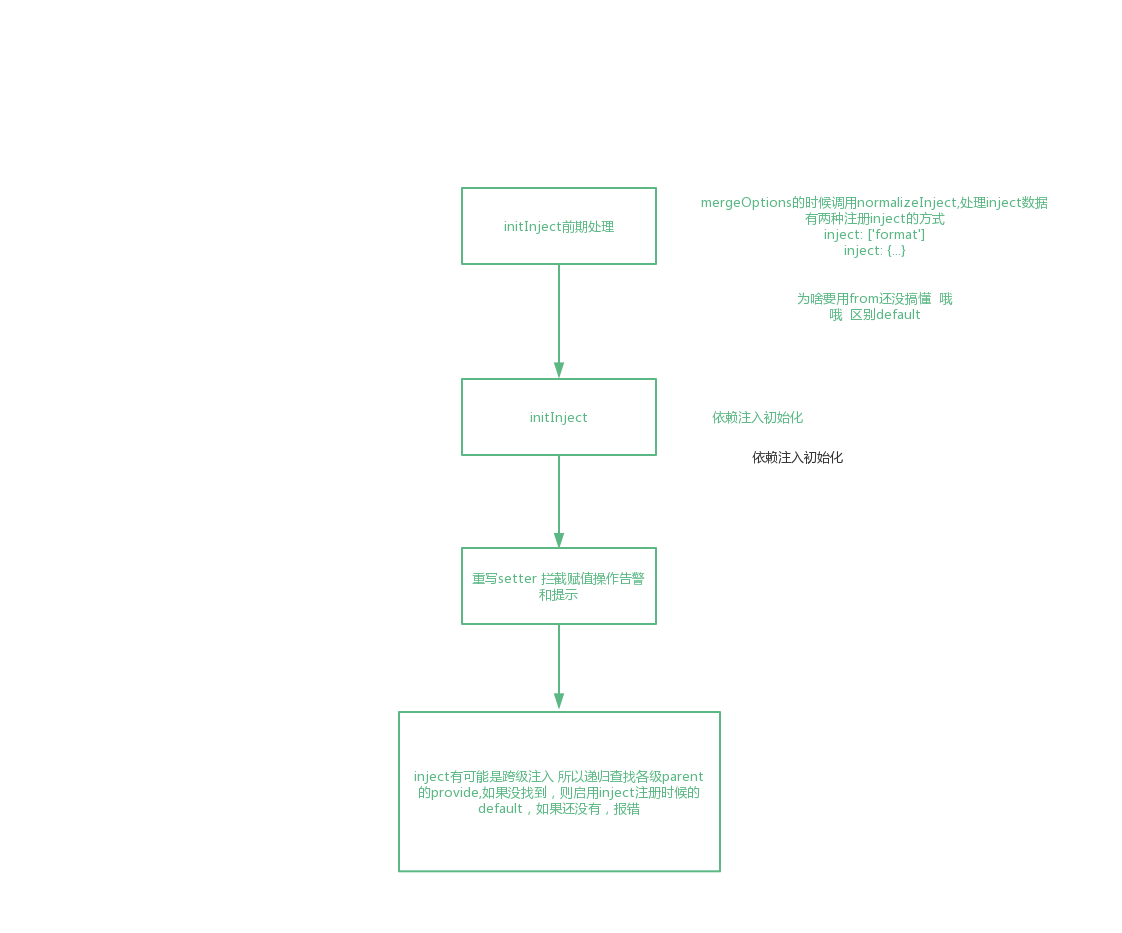 initInject前期处理
mergeOptions的时候调用normalizeInject,处理inject数据
有两种注册inject的方式
inject: ['format']
inject: {...}
为啥要用from还没搞懂  哦
哦  区别default
initInject
依赖注入初始化
依赖注入初始化
重写setter 拦截赋值操作告警
和提示
inject有可能是跨级注入 所以递归查找各级parent
的provide,如果没找到，则启用inject注册时候的
default，如果还没有，报错